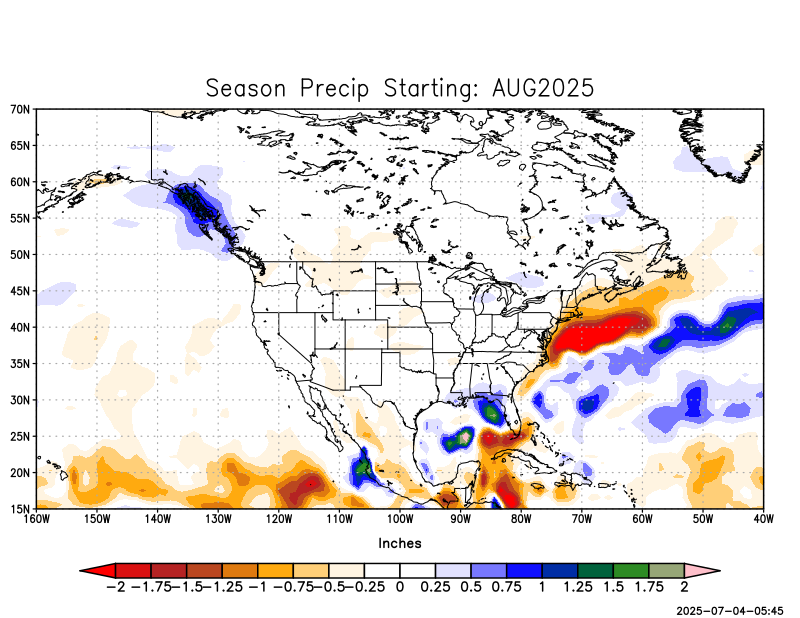 Season Precip Starting: AUG2025
70N
65N
60N
55N
50N
45N
40N
35N
30N
25N
20N
15N
160W 150W 140W 130W 120W 110W 100W 90W 80W 70W 60W 50W 40W
Inches
−2 −1.75 −1.5 −1.25 −1 −0.75 −0.5 −0.25 0 0.25 0.5 0.75 1 1.25 1.5 1.75 2
2025-07-04-05:45